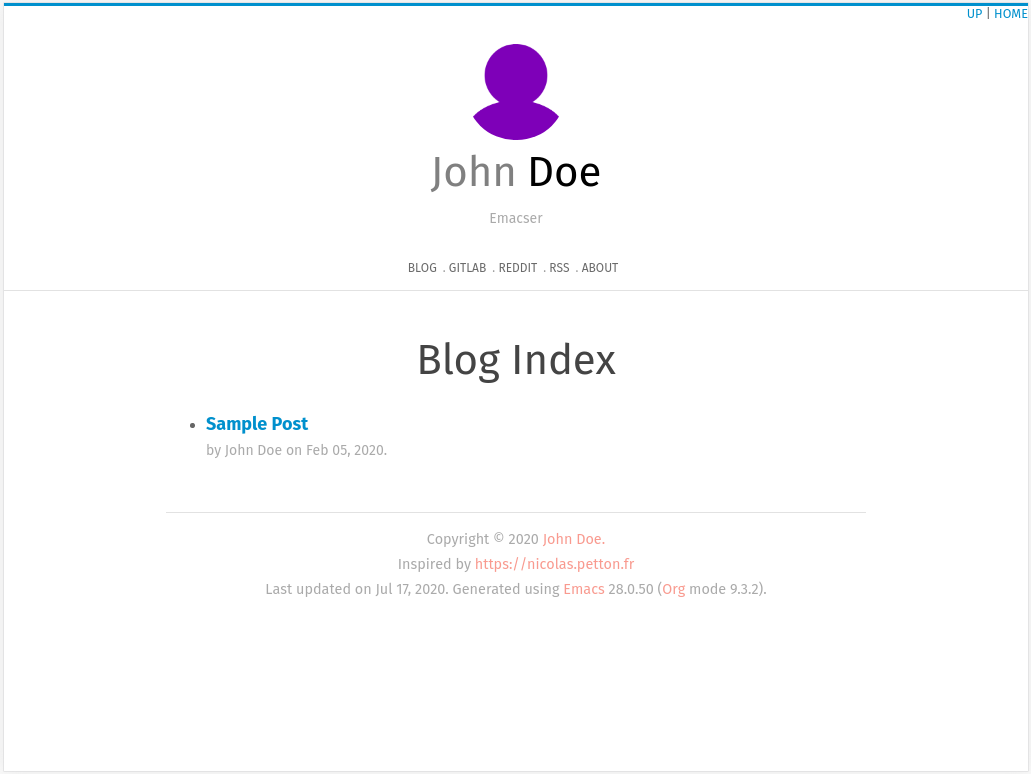 UP | HOME
John Doe
Emacser
BLOG . GITLAB . REDDIT . RSS . ABOUT
Blog Index
• Sample Post
by John Doe on Feb 05, 2020.
Copyright © 2020 John Doe.
Inspired by https://nicolas.petton.fr
Last updated on Jul 17, 2020. Generated using Emacs 28.0.50 (Org mode 9.3.2).